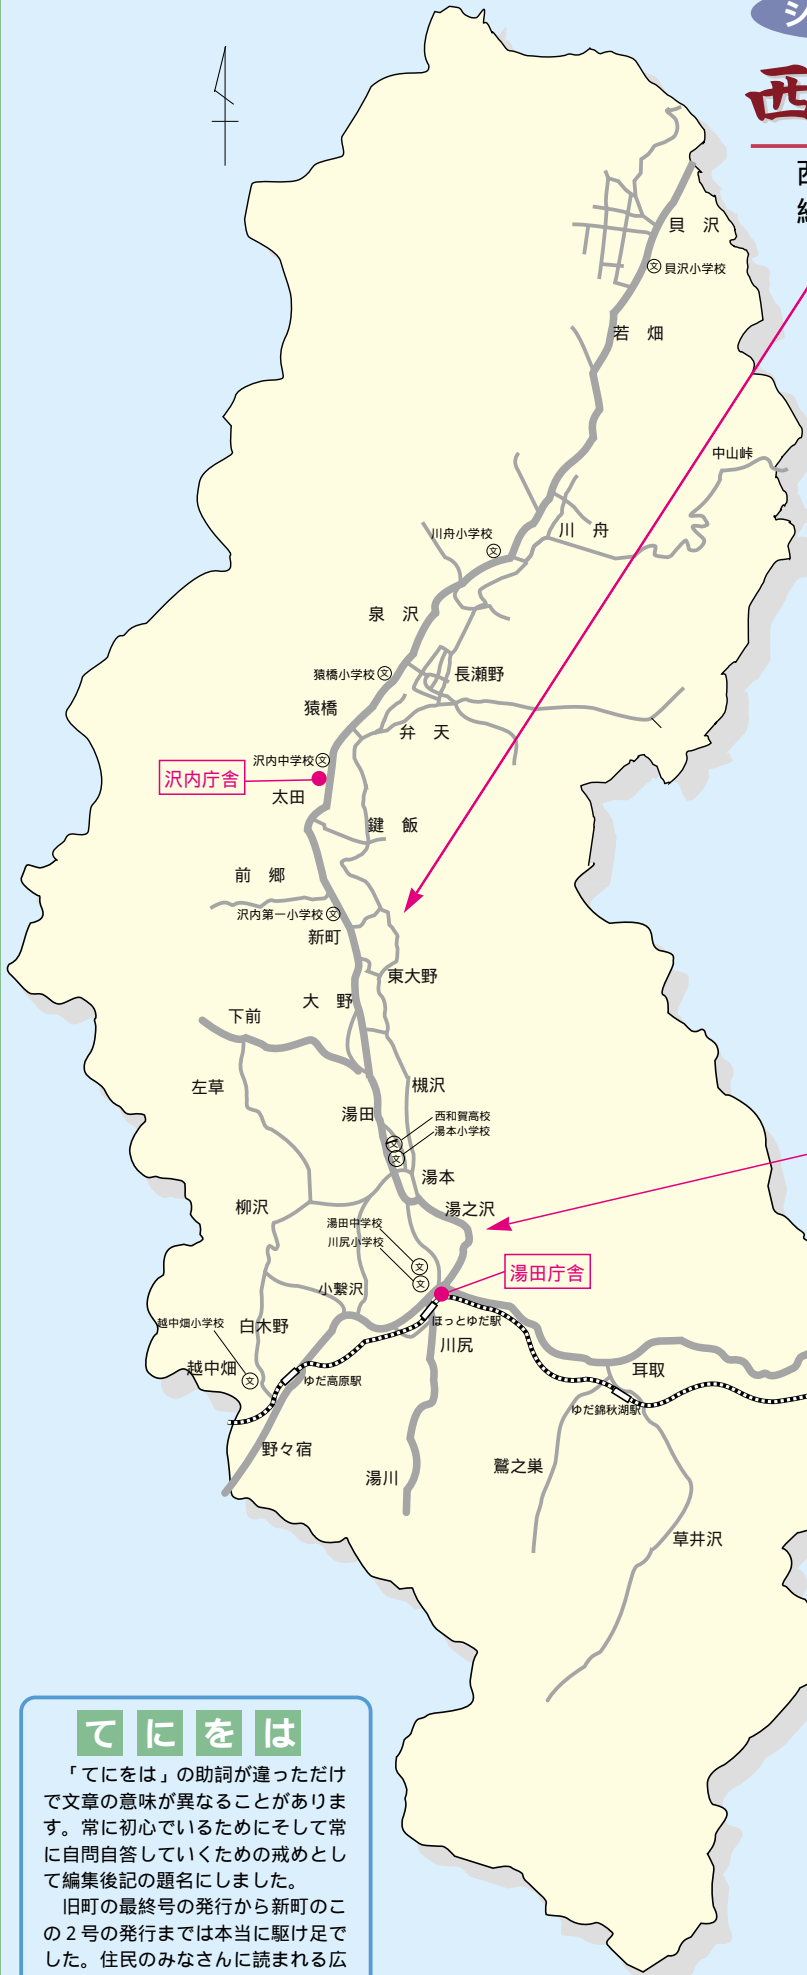 西
貝　沢
貝沢小学校
若　畑
中山峠
川舟小学校
川　舟
泉　沢
猿橋小学校
長瀬野
猿橋
弁　天
沢内中学校
沢内庁舎
太田
鍵　飯
前　郷
沢内第一小学校
新町
東大野
大　野
下前
槻沢
左草
湯田
西和賀高校
湯本小学校
湯本
柳沢
湯之沢
湯田中学校
川尻小学校
湯田庁舎
小繋沢
ほっとゆだ駅
越中畑小学校
白木野
川尻
越中畑
ゆだ高原駅
耳取
ゆだ錦秋湖駅
野々宿
鷲之巣
湯川
草井沢
てにをは
「てにをは」の助詞が違っただけ
で文章の意味が異なることがありま
す。常に初心でいるためにそして常
に自問自答していくための戒めとし
て編集後記の題名にしました。
旧町の最終号の発行から新町のこ
の２号の発行までは本当に駆け足で
した。住民のみなさんに読まれる広